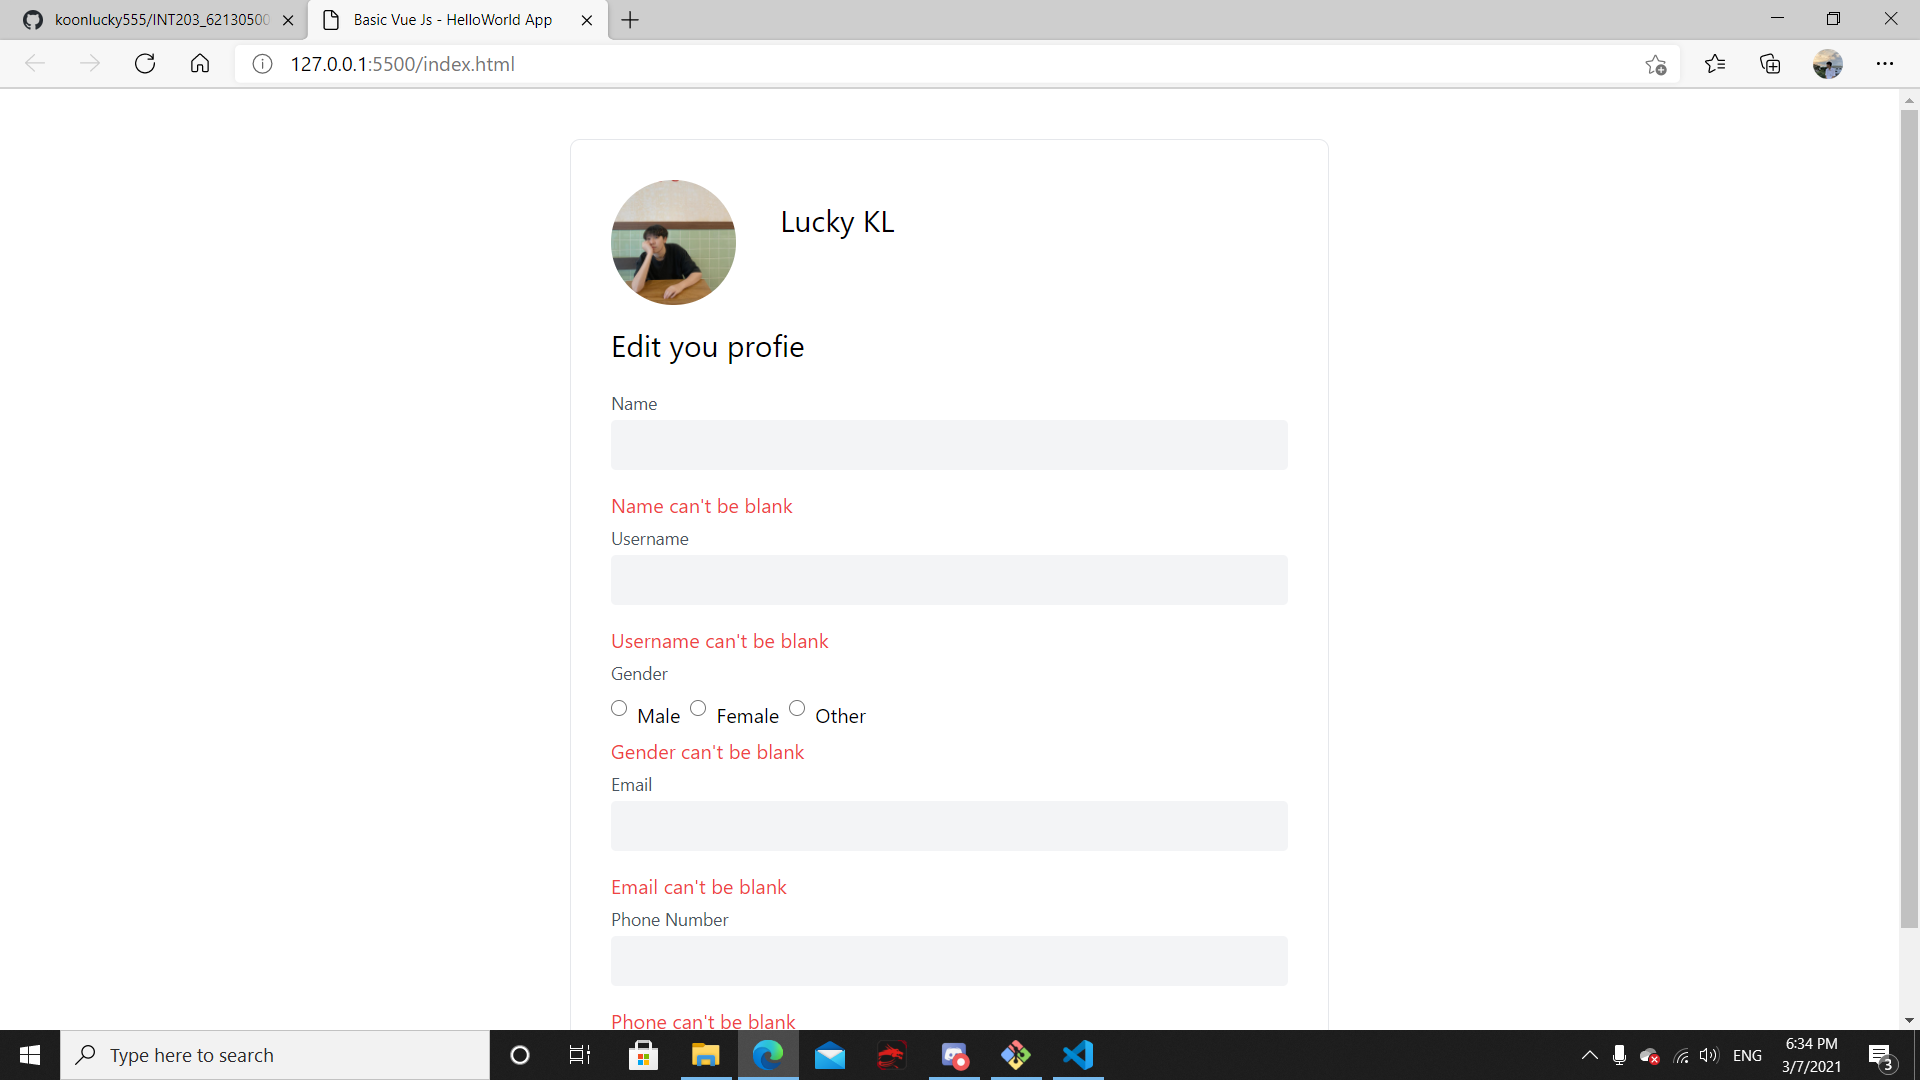 koonlucky555/INT203_62130500
Basic Vue Js - HelloWorld App
127.0.0.1:5500/index.html
Lucky KL
Edit you profie
Name
Name can't be blank
Username
Username can't be blank
Gender
Male Female Other
Gender can't be blank
Email
Email can't be blank
Phone Number
Phone can't be blank
Type here to search
ENG
6:34 PM
3/7/2021
3